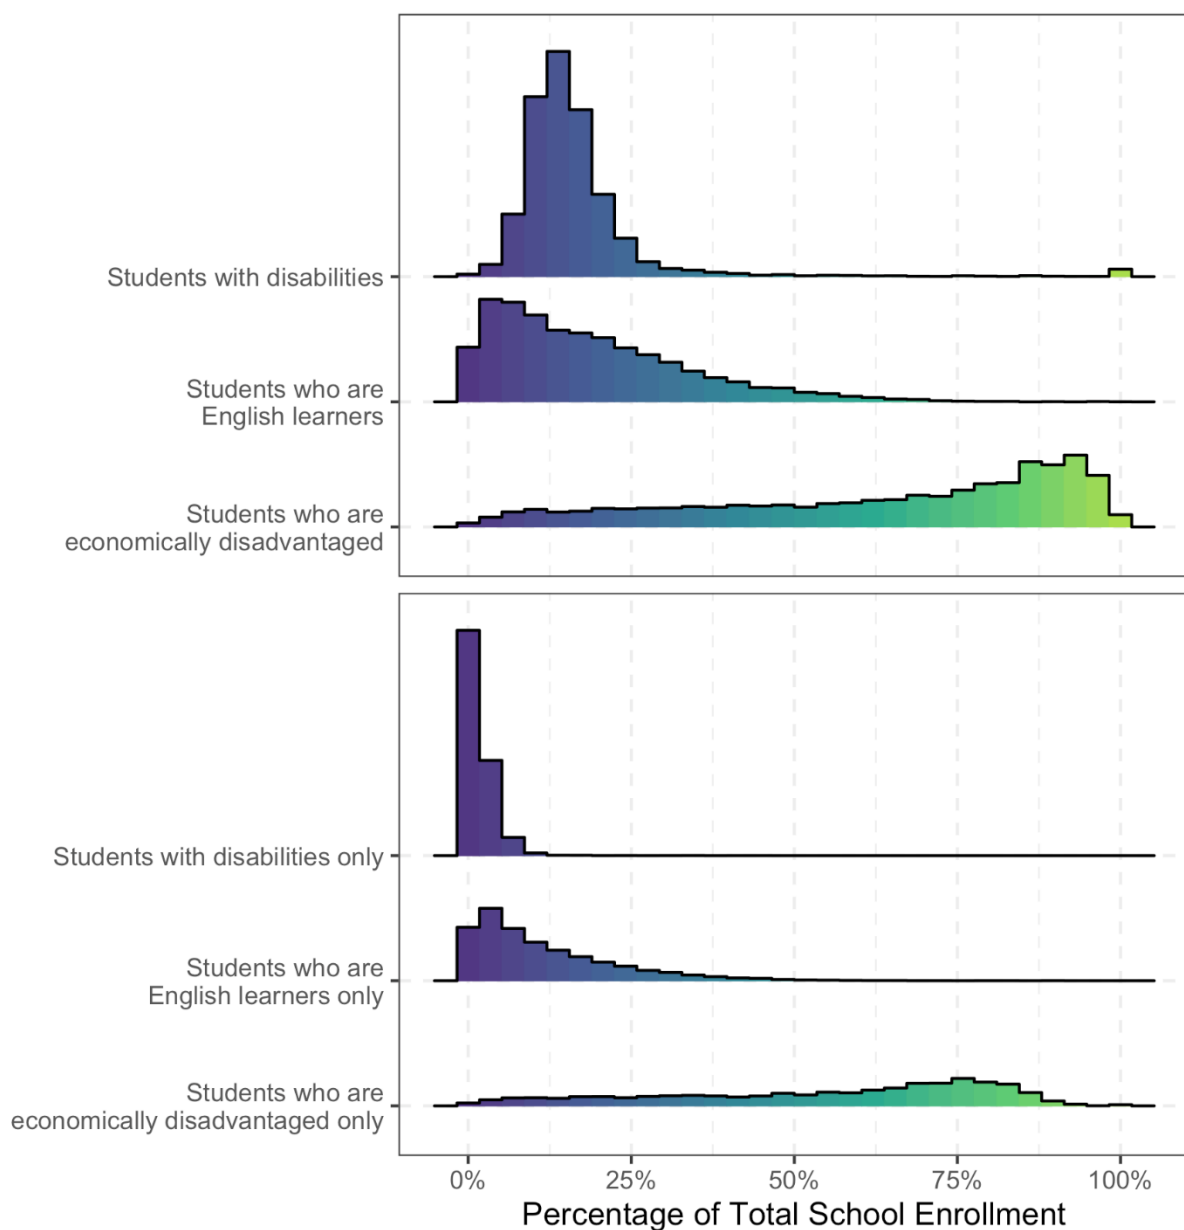 Students with disabilities
Students who are
English learners
Students who are
economically disadvantaged
Students with disabilities only
Students who are
English learners only
Students who are
economically disadvantaged only
0%
25%
50%
75%
100%
Percentage of Total School Enrollment